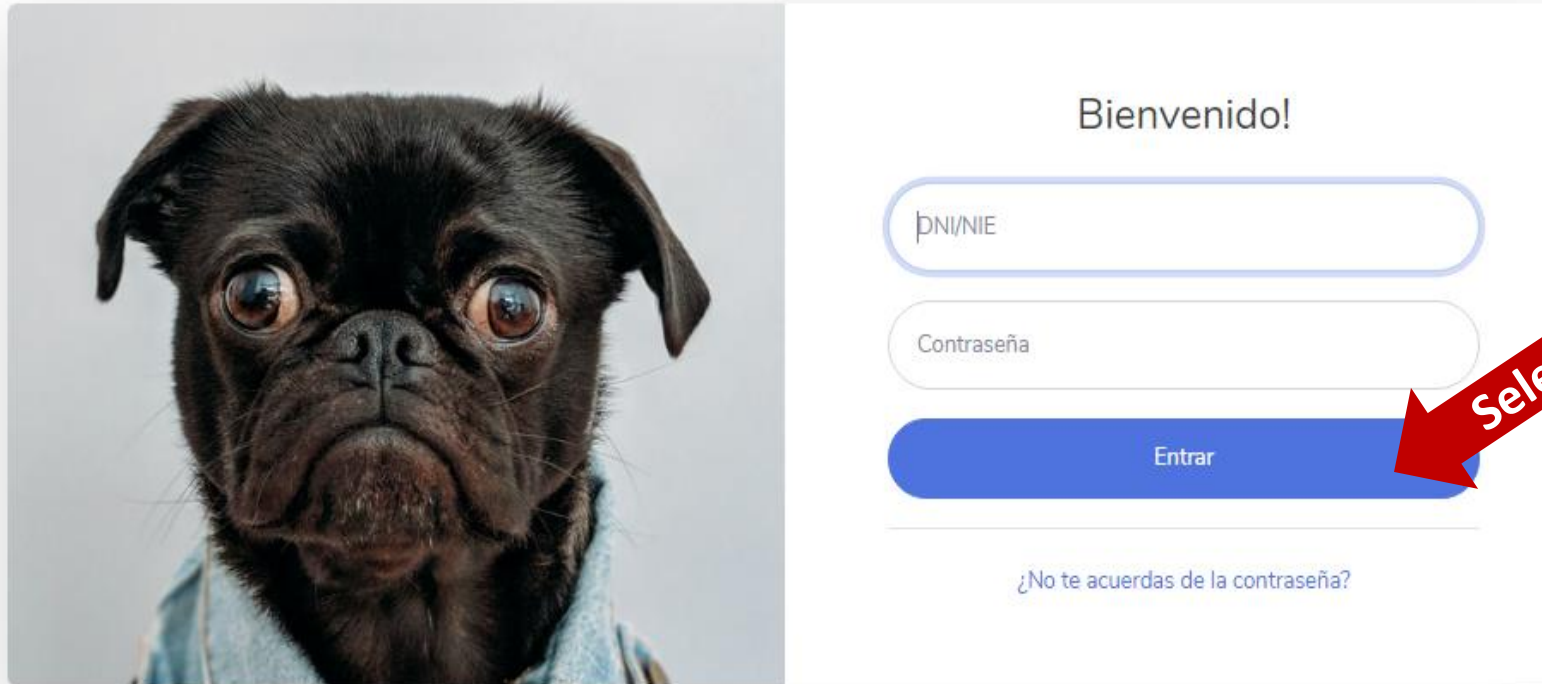 Bienvenido!
DNI/NIE
Contraseña
Entrar
¿No te acuerdas de la contraseña?